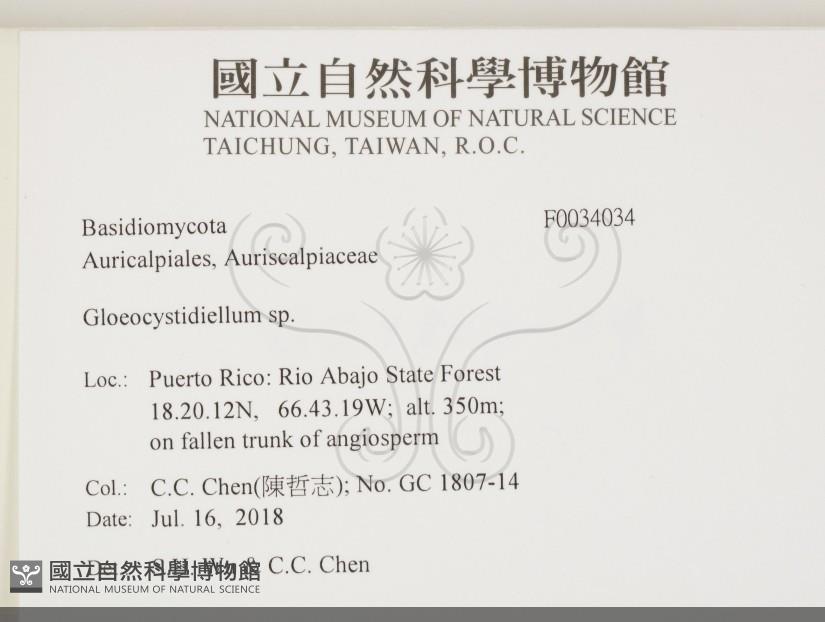 國立自然科學博物館
NATIONAL MUSEUM OF NATURAL SCIENCE
TAICHUNG, TAIWAN, R.O.C.
F0034034
Basidiomycota
Auricalpiales, Auriscalpiaceae
Gloeocystidiellum sp.
Loc.: Puerto Rico: Rio Abajo State Forest
18.20.12N, 66.43.19W; alt. 350m;
on fallen trunk of angiosperm
Col.: C.C. Chen(陳哲志); No. GC 1807-14
Date: Jul. 16, 2018
& C.C. Chen
國立自然科學博物館
NATIONAL MUSEUM OF NATURAL SCIENCE